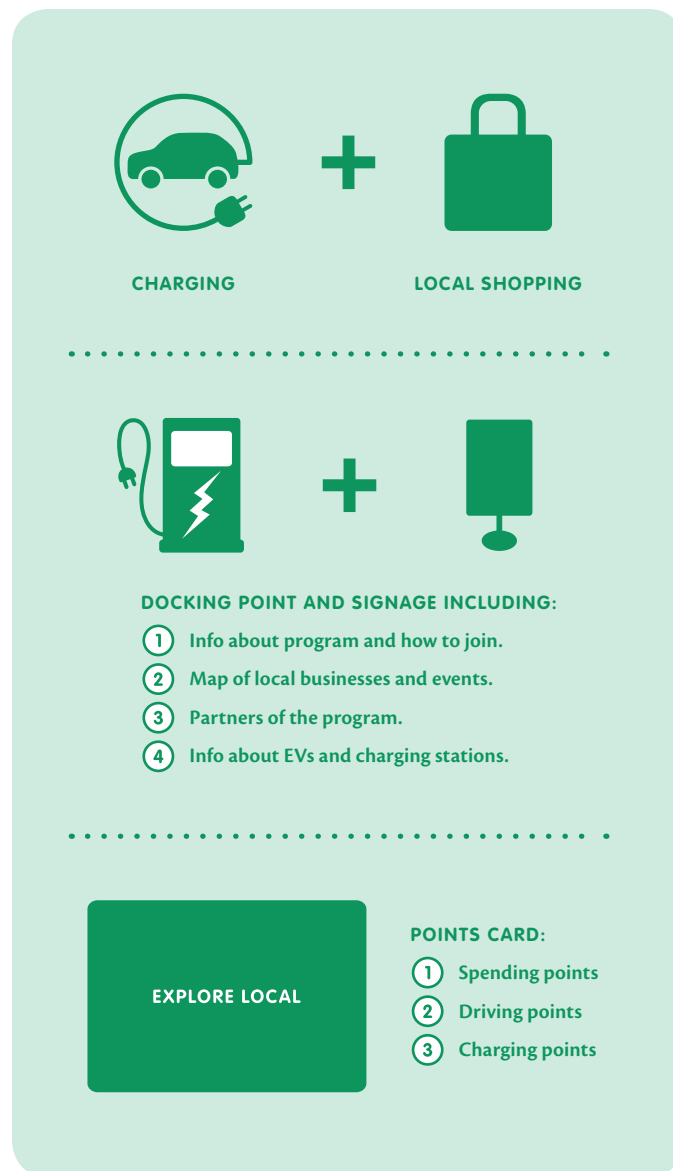 CHARGING
LOCAL SHOPPING
DOCKING POINT AND SIGNAGE INCLUDING:
1 Info about program and how to join.
2 Map of local businesses and events.
3 Partners of the program.
4 Info about EVs and charging stations.
EXPLORE LOCAL
POINTS CARD:
1 Spending points
2 Driving points
3 Charging points